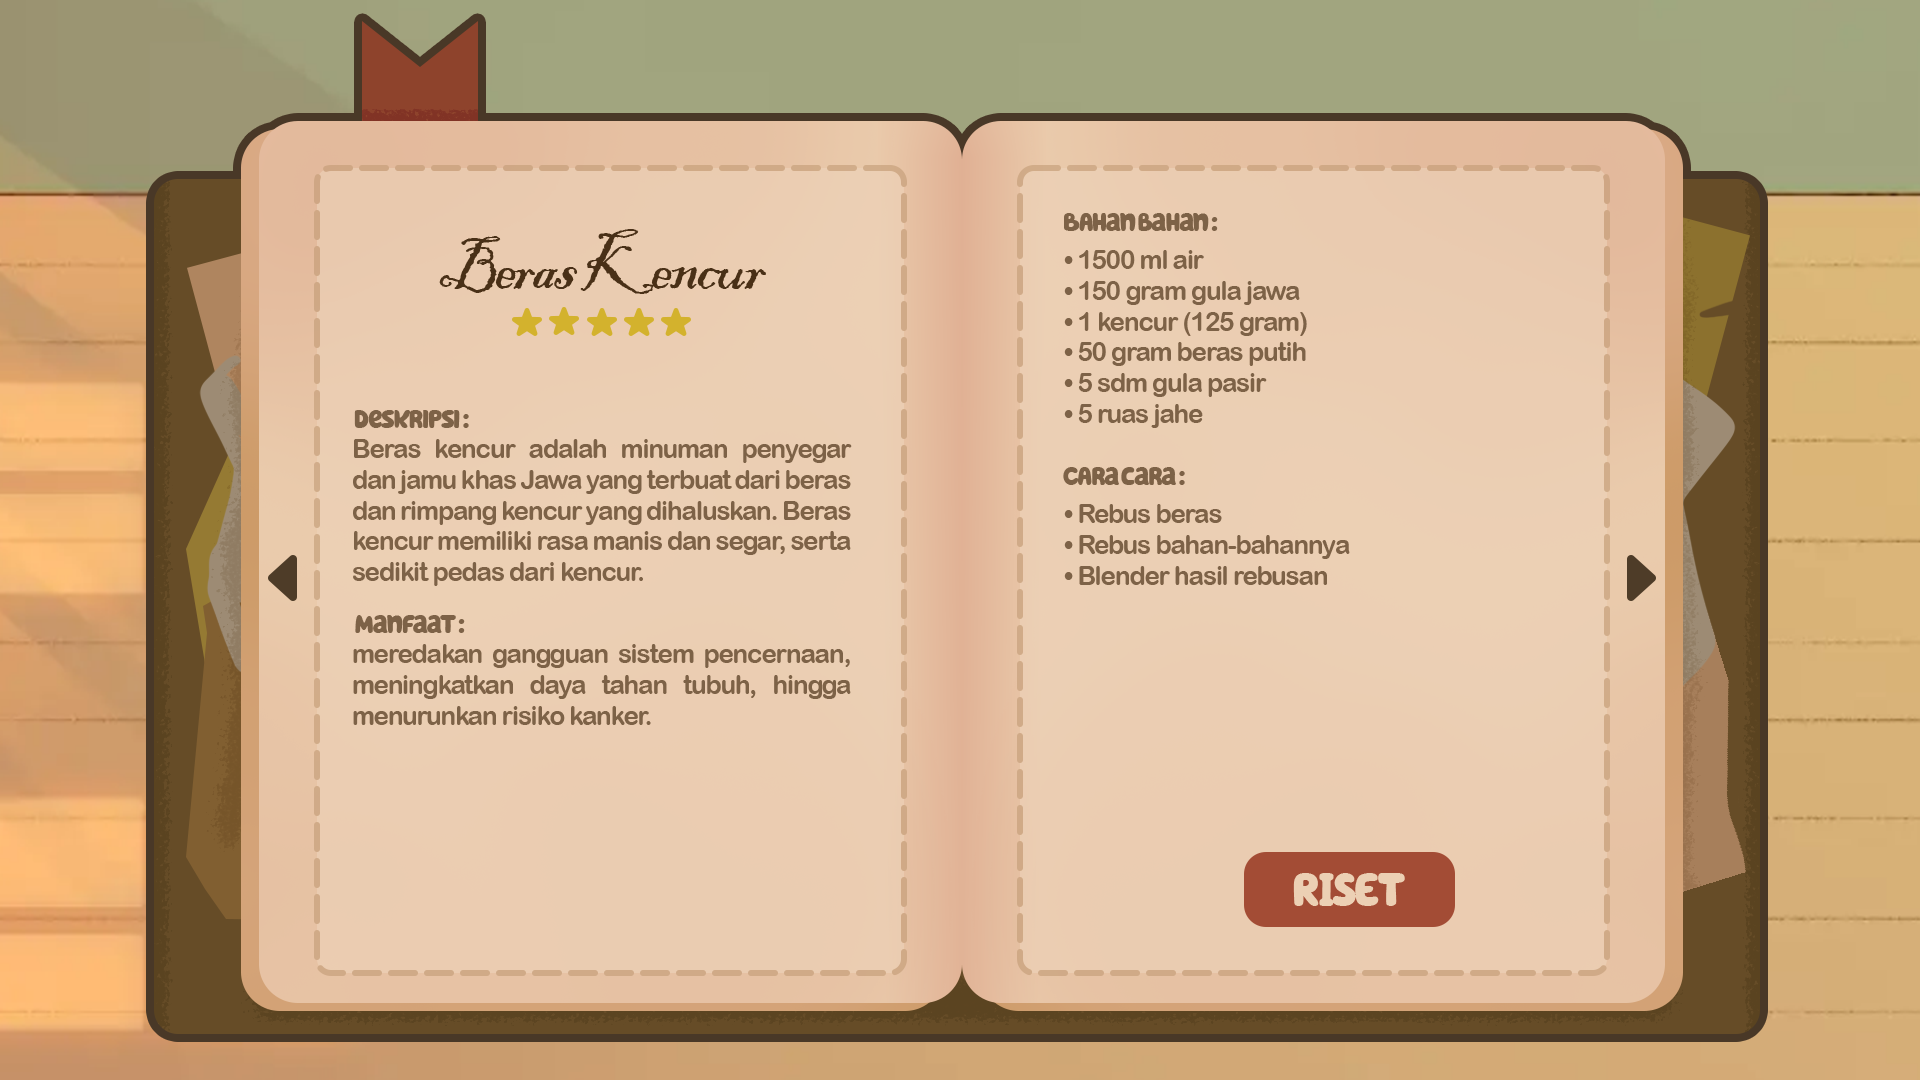 Beras Kencur
DESKRIPSI :
Beras kencur adalah minuman penyegar
dan jamu khas Jawa yang terbuat dari beras
dan rimpang kencur yang dihaluskan. Beras
kencur memiliki rasa manis dan segar, serta
sedikit pedas dari kencur.
MANFAAT :
meredakan gangguan sistem pencernaan,
meningkatkan daya tahan tubuh, hingga
menurunkan risiko kanker.
BAHAN BAHAN :
• 1500 ml air
• 150 gram gula jawa
• 1 kencur (125 gram)
• 50 gram beras putih
• 5 sdm gula pasir
• 5 ruas jahe
CARA CARA :
• Rebus beras
• Rebus bahan-bahannya
• Blender hasil rebusan
RISET